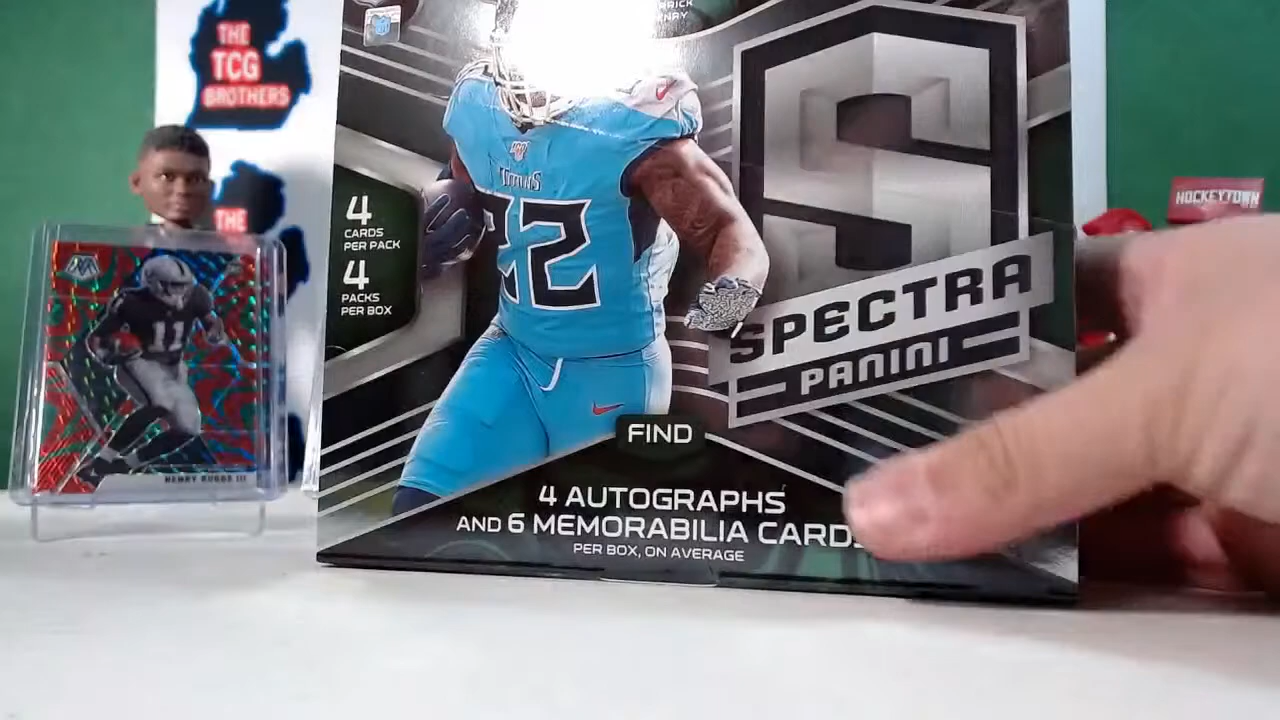 THE
TCG
BROTHERS
THE
4
CARDS
PER PACK
4
PACKS
PER BOX
TITANS
22
SPECTRA
PANINI
FIND
4 AUTOGRAPHS
AND 6 MEMORABILIA CARDS
PER BOX, ON AVERAGE
11
HENRY RUGGS III
HOCKEYTOWN